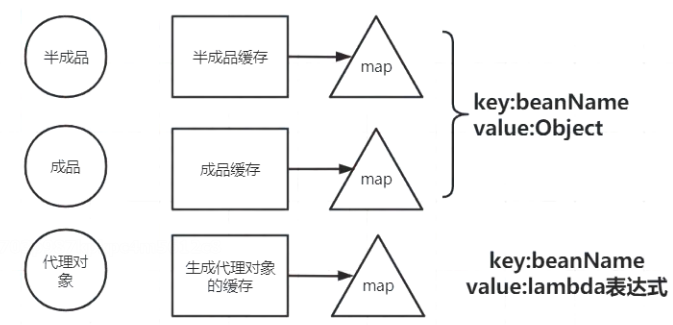 半成品
半成品缓存
map
key:beanName
value:Object
成品
成品缓存
map
代理对
象
生成代理对象
的缓存
map
key:beanName
value:lambda表达式